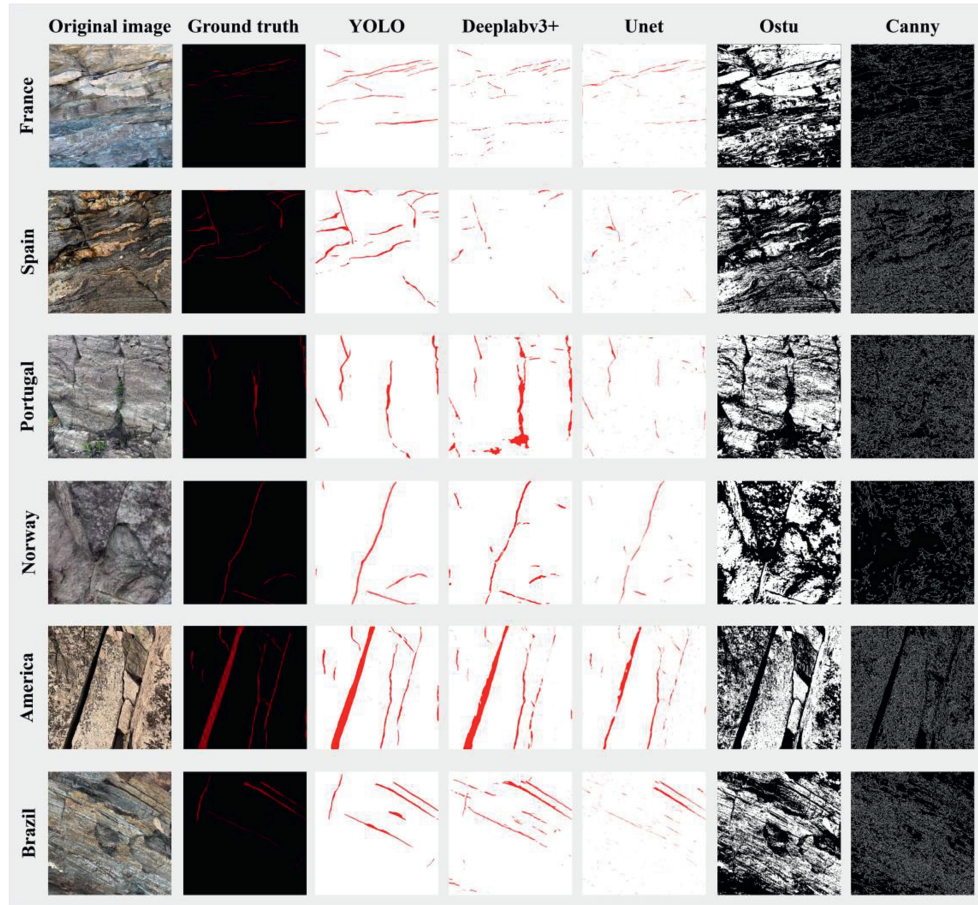 Original image Ground truth YOLO Deeplabv3+ Unet Ostu Canny
France
Spain
Portugal
Norway
America
Brazil